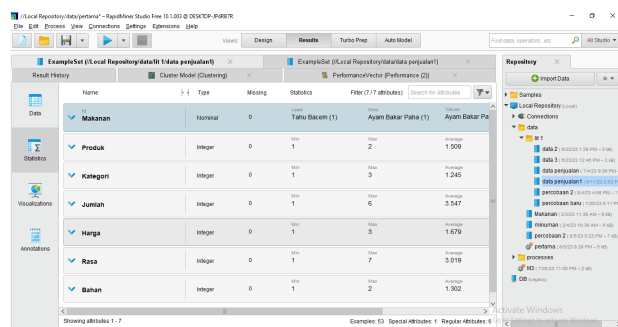 //Local Repository/data/pertama* – RapidMiner Studio Free 10.1.003 @ DESKTOP-JP4RB7R
File Edit Process View Connections Settings Extensions Help
Views: Design Results Turbo Prep Auto Model Find data, operators...etc All Studio
ExampleSet (//Local Repository/data/lit 1/data penjualan1) ExampleSet (//Local Repository/data/data penjualan1) Repository
Result History Cluster Model (Clustering) PerformanceVector (Performance (2)) Import Data
Name Type Missing Statistics Filter (7 / 7 attributes): Search for Attributes
Data
Statistics
Visualizations
Annotations
Id
Makanan Nominal 0 Least Tahu Bacem (1) Max Ayam Bakar Paha (1) Values Ayam Bakar Pa
Produk Integer 0 Min 1 Max 2 Average 1.509
Kategori Integer 0 Min 1 Max 3 Average 1.245
Jumlah Integer 0 Min 1 Max 6 Average 3.547
Harga Integer 0 Min 1 Max 3 Average 1.679
Rasa Integer 0 Min 1 Max 7 Average 3.019
Bahan Integer 0 Min 1 Max 2 Average 1.302
Showing attributes 1 - 7 Examples: 53 Special Attributes: 1 Regular Attributes: 6
Samples
Local Repository (Local)
Connections
data
lit 1
data 2
data 3
data penjualan
data penjualan1
percobaan 2
percobaan baru
Makanan
minuman
percobaan 2
pertama
processes
DB (Legacy)
Activate Windows
Go to Settings to activate Windows.